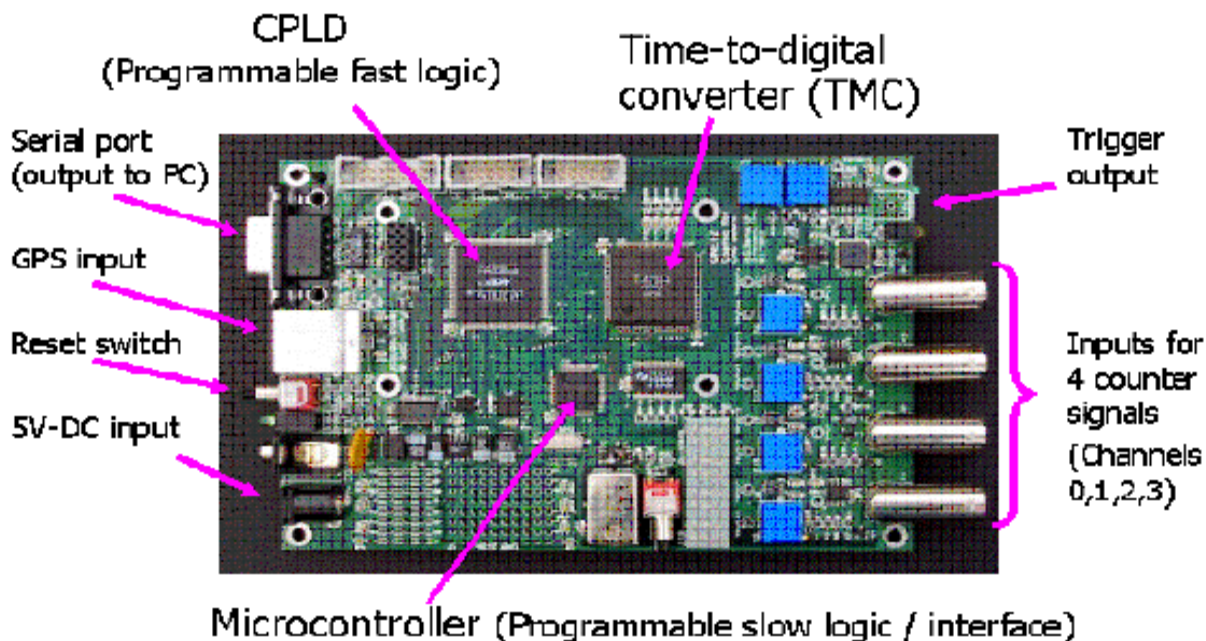 CPLD
(Programmable fast logic)
Time-to-digital
converter (TMC)
Serial port
(output to PC)
Trigger
output
GPS input
Reset switch
5V-DC input
Inputs for
4 counter
signals
(Channels
0,1,2,3)
Microcontroller (Programmable slow logic / interface)